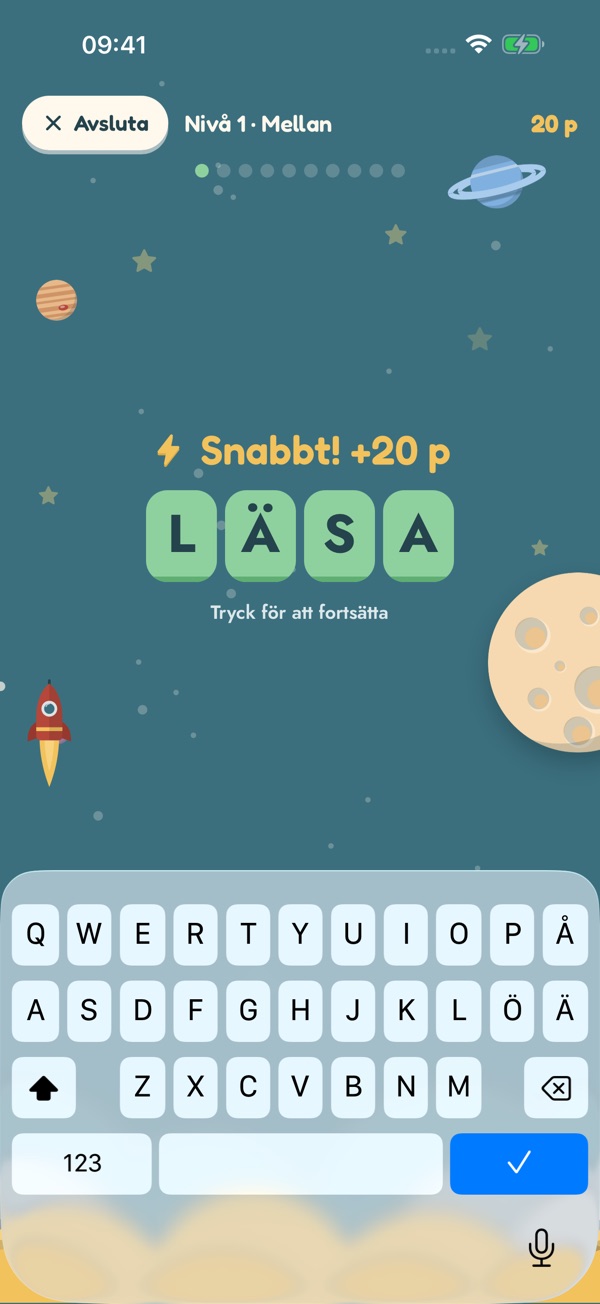 09:41
Avsluta
Nivå 1 · Mellan
20 p
Snabbt! +20 p
LÄSA
Tryck för att fortsätta
Q W E R T Y U I O P Å
A S D F G H J K L Ö Ä
Z X C V B N M
123